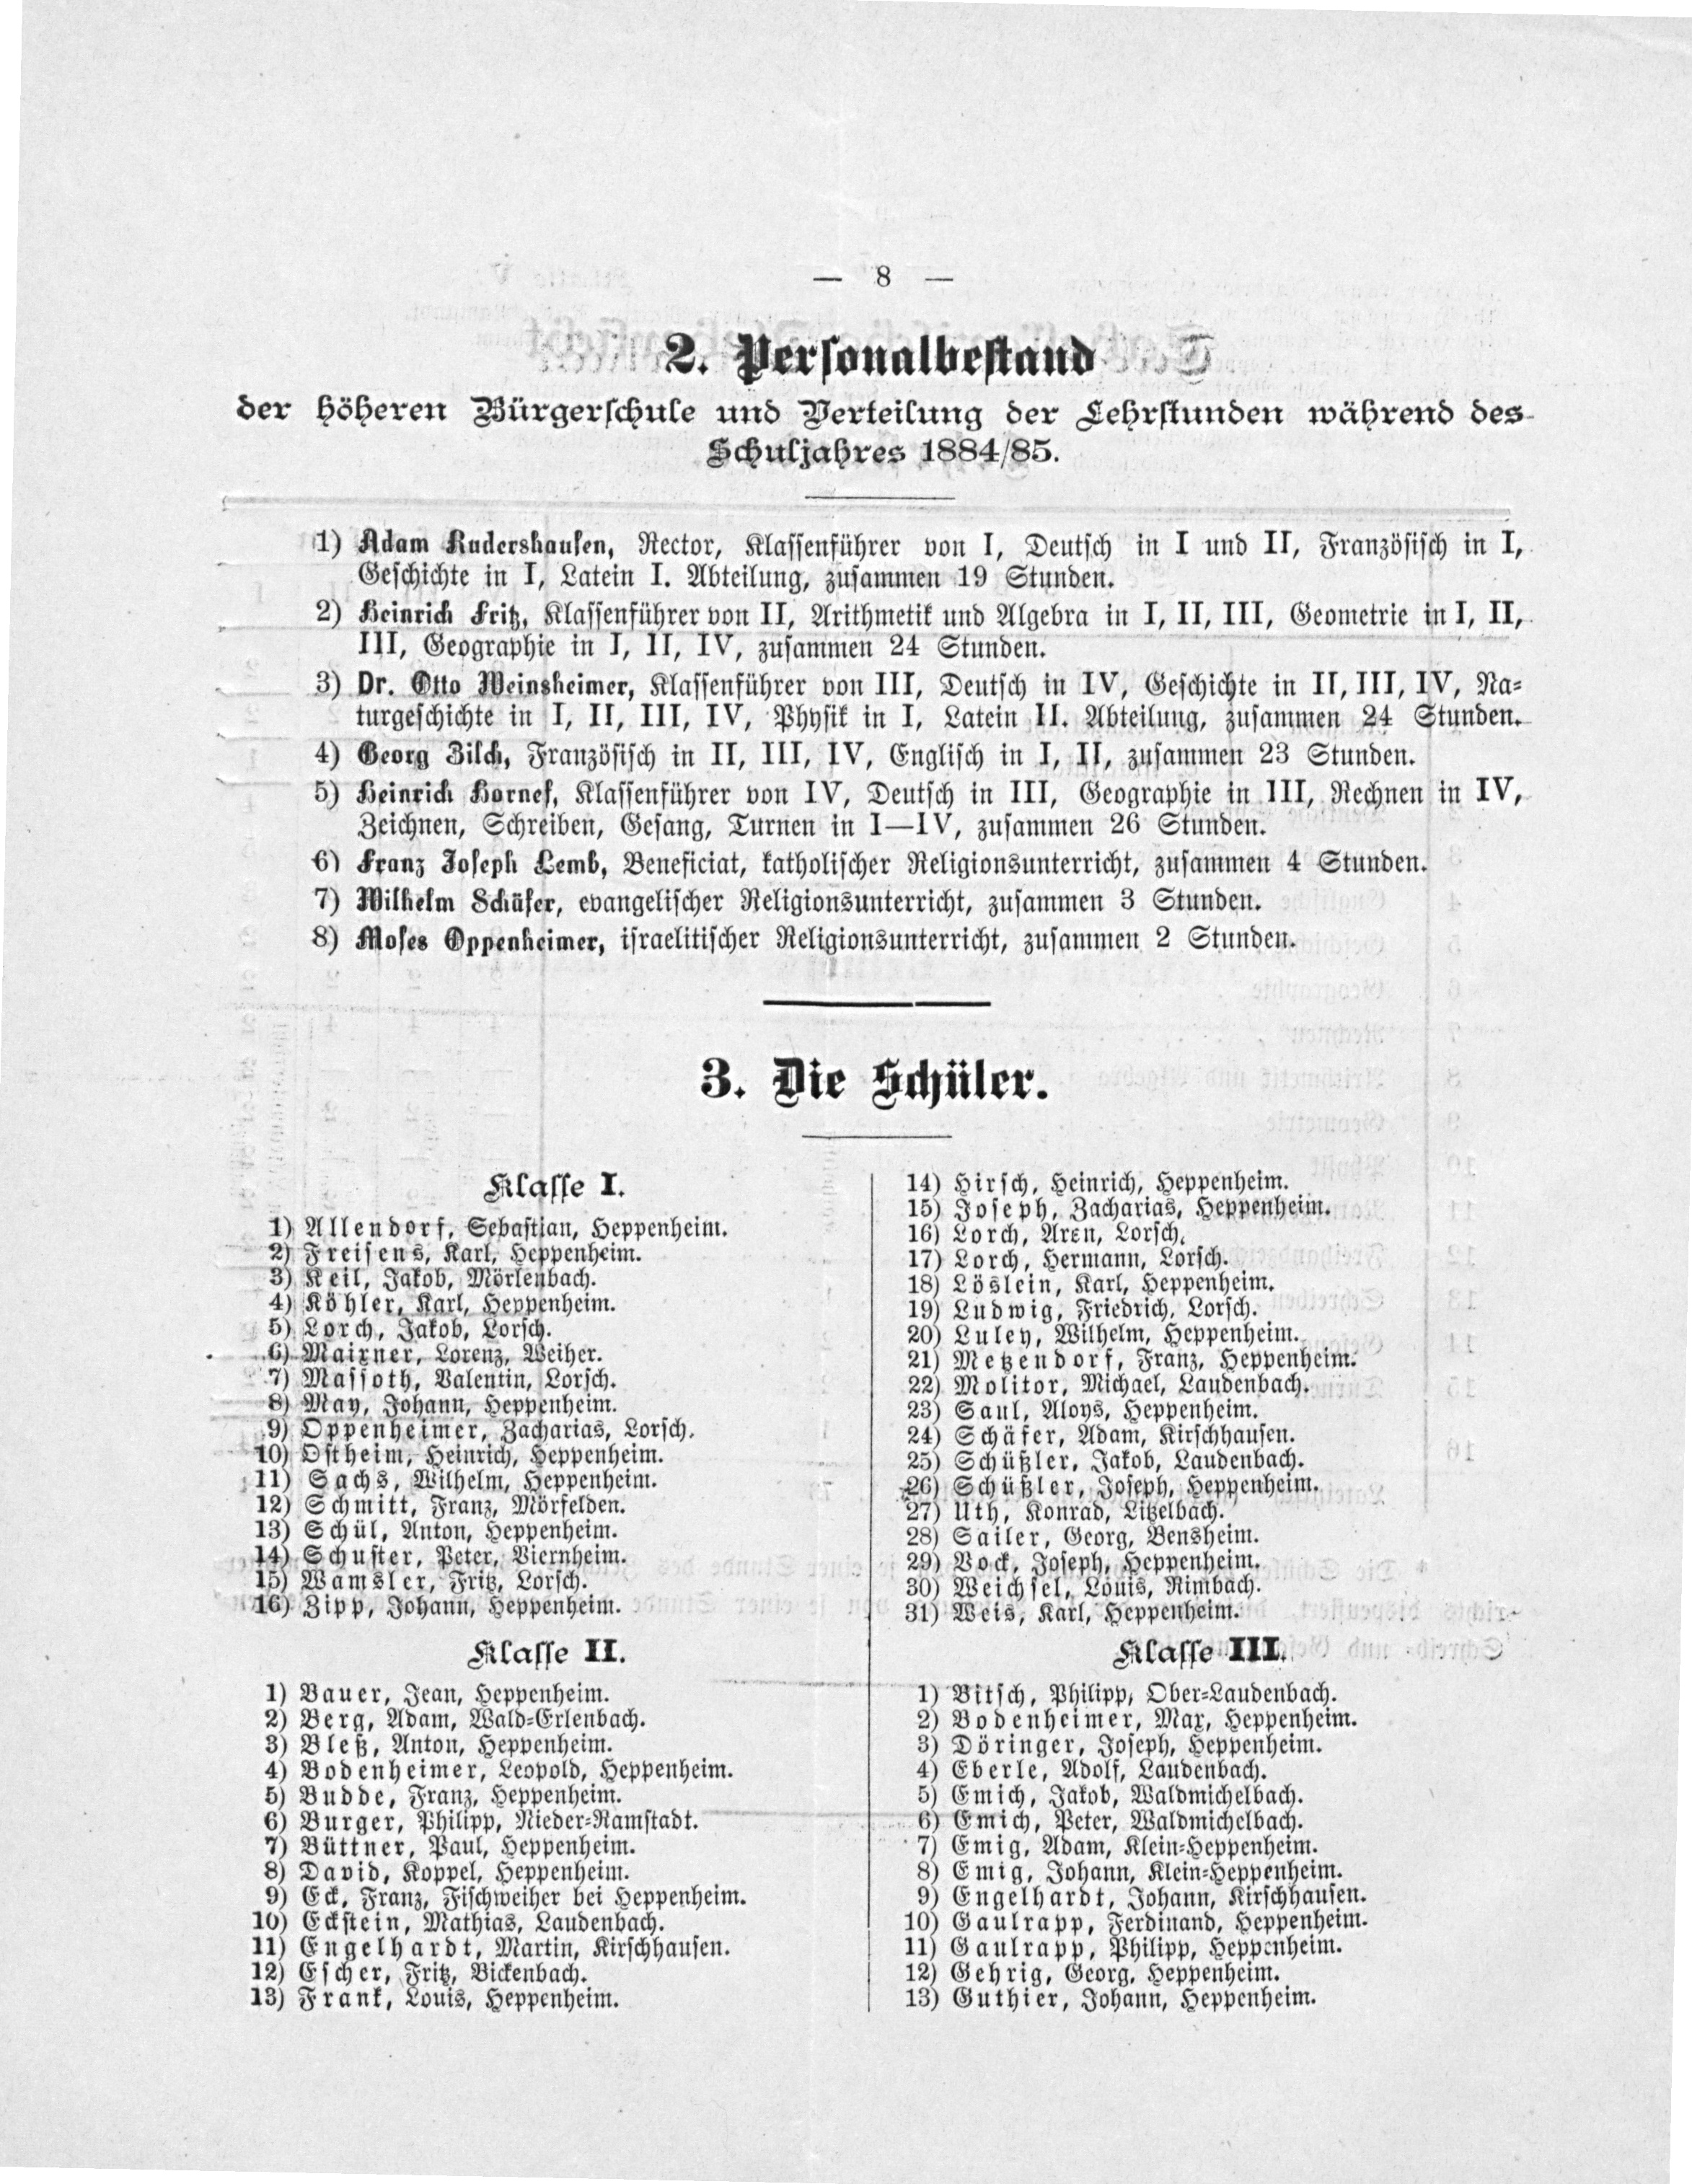 — 8 —
2. Personalbestand
der höheren Bürgerschule und Verteilung der Lehrstunden während des
Schuljahres 1884/85.
1) Adam Rudershausen, Rector, Klassenführer von I, Deutsch in I und II, Französisch in I,
Geschichte in I, Latein I. Abteilung, zusammen 19 Stunden.
2) Heinrich Fritz, Klassenführer von II, Arithmetik und Algebra in I, II, III, Geometrie in I, II,
III, Geographie in I, II, IV, zusammen 24 Stunden.
3) Dr. Otto Weinsheimer, Klassenführer von III, Deutsch in IV, Geschichte in II, III, IV, Na-
turgeschichte in I, II, III, IV, Physik in I, Latein II. Abteilung, zusammen 24 Stunden.
4) Georg Zilch, Französisch in II, III, IV, Englisch in I, II, zusammen 23 Stunden.
5) Heinrich Hornef, Klassenführer von IV, Deutsch in III, Geographie in III, Rechnen in IV,
Zeichnen, Schreiben, Gesang, Turnen in I—IV, zusammen 26 Stunden.
6) Franz Joseph Lemb, Beneficiat, katholischer Religionsunterricht, zusammen 4 Stunden.
7) Wilhelm Schäfer, evangelischer Religionsunterricht, zusammen 3 Stunden.
8) Moses Oppenheimer, israelitischer Religionsunterricht, zusammen 2 Stunden.
3. Die Schüler.
Klasse I.
1) Allendorf, Sebastian, Heppenheim.
2) Freisens, Karl, Heppenheim.
3) Keil, Jakob, Mörlenbach.
4) Köhler, Karl, Heppenheim.
5) Lorch, Jakob, Lorsch.
6) Maixner, Lorenz, Weiher.
7) Massoth, Valentin, Lorsch.
8) May, Johann, Heppenheim.
9) Oppenheimer, Zacharias, Lorsch.
10) Ostheim, Heinrich, Heppenheim.
11) Sachs, Wilhelm, Heppenheim.
12) Schmitt, Franz, Mörfelden.
13) Schül, Anton, Heppenheim.
14) Schuster, Peter, Viernheim.
15) Wamsler, Fritz, Lorsch.
16) Zipp, Johann, Heppenheim.
Klasse II.
1) Bauer, Jean, Heppenheim.
2) Berg, Adam, Wald-Erlenbach.
3) Bleß, Anton, Heppenheim.
4) Bodenheimer, Leopold, Heppenheim.
5) Budde, Franz, Heppenheim.
6) Burger, Philipp, Nieder-Ramstadt.
7) Büttner, Paul, Heppenheim.
8) David, Koppel, Heppenheim.
9) Eck, Franz, Fischweiher bei Heppenheim.
10) Eckstein, Mathias, Laudenbach.
11) Engelhardt, Martin, Kirschhausen.
12) Escher, Fritz, Bickenbach.
13) Frank, Louis, Heppenheim.
14) Hirsch, Heinrich, Heppenheim.
15) Joseph, Zacharias, Heppenheim.
16) Lorch, Aren, Lorsch.
17) Lorch, Hermann, Lorsch.
18) Löslein, Karl, Heppenheim.
19) Ludwig, Friedrich, Lorsch.
20) Luley, Wilhelm, Heppenheim.
21) Metzendorf, Franz, Heppenheim.
22) Molitor, Michael, Laudenbach.
23) Saul, Aloys, Heppenheim.
24) Schäfer, Adam, Kirschhausen.
25) Schüßler, Jakob, Laudenbach.
26) Schüßler, Joseph, Heppenheim.
27) Uth, Konrad, Litzelbach.
28) Sailer, Georg, Bensheim.
29) Vock, Joseph, Heppenheim.
30) Weichsel, Louis, Rimbach.
31) Weis, Karl, Heppenheim.
Klasse III.
1) Bitsch, Philipp, Ober-Laudenbach.
2) Bodenheimer, Max, Heppenheim.
3) Döringer, Joseph, Heppenheim.
4) Eberle, Adolf, Laudenbach.
5) Emich, Jakob, Waldmichelbach.
6) Emich, Peter, Waldmichelbach.
7) Emig, Adam, Klein-Heppenheim.
8) Emig, Johann, Klein-Heppenheim.
9) Engelhardt, Johann, Kirschhausen.
10) Gaulrapp, Ferdinand, Heppenheim.
11) Gaulrapp, Philipp, Heppenheim.
12) Gehrig, Georg, Heppenheim.
13) Guthier, Johann, Heppenheim.